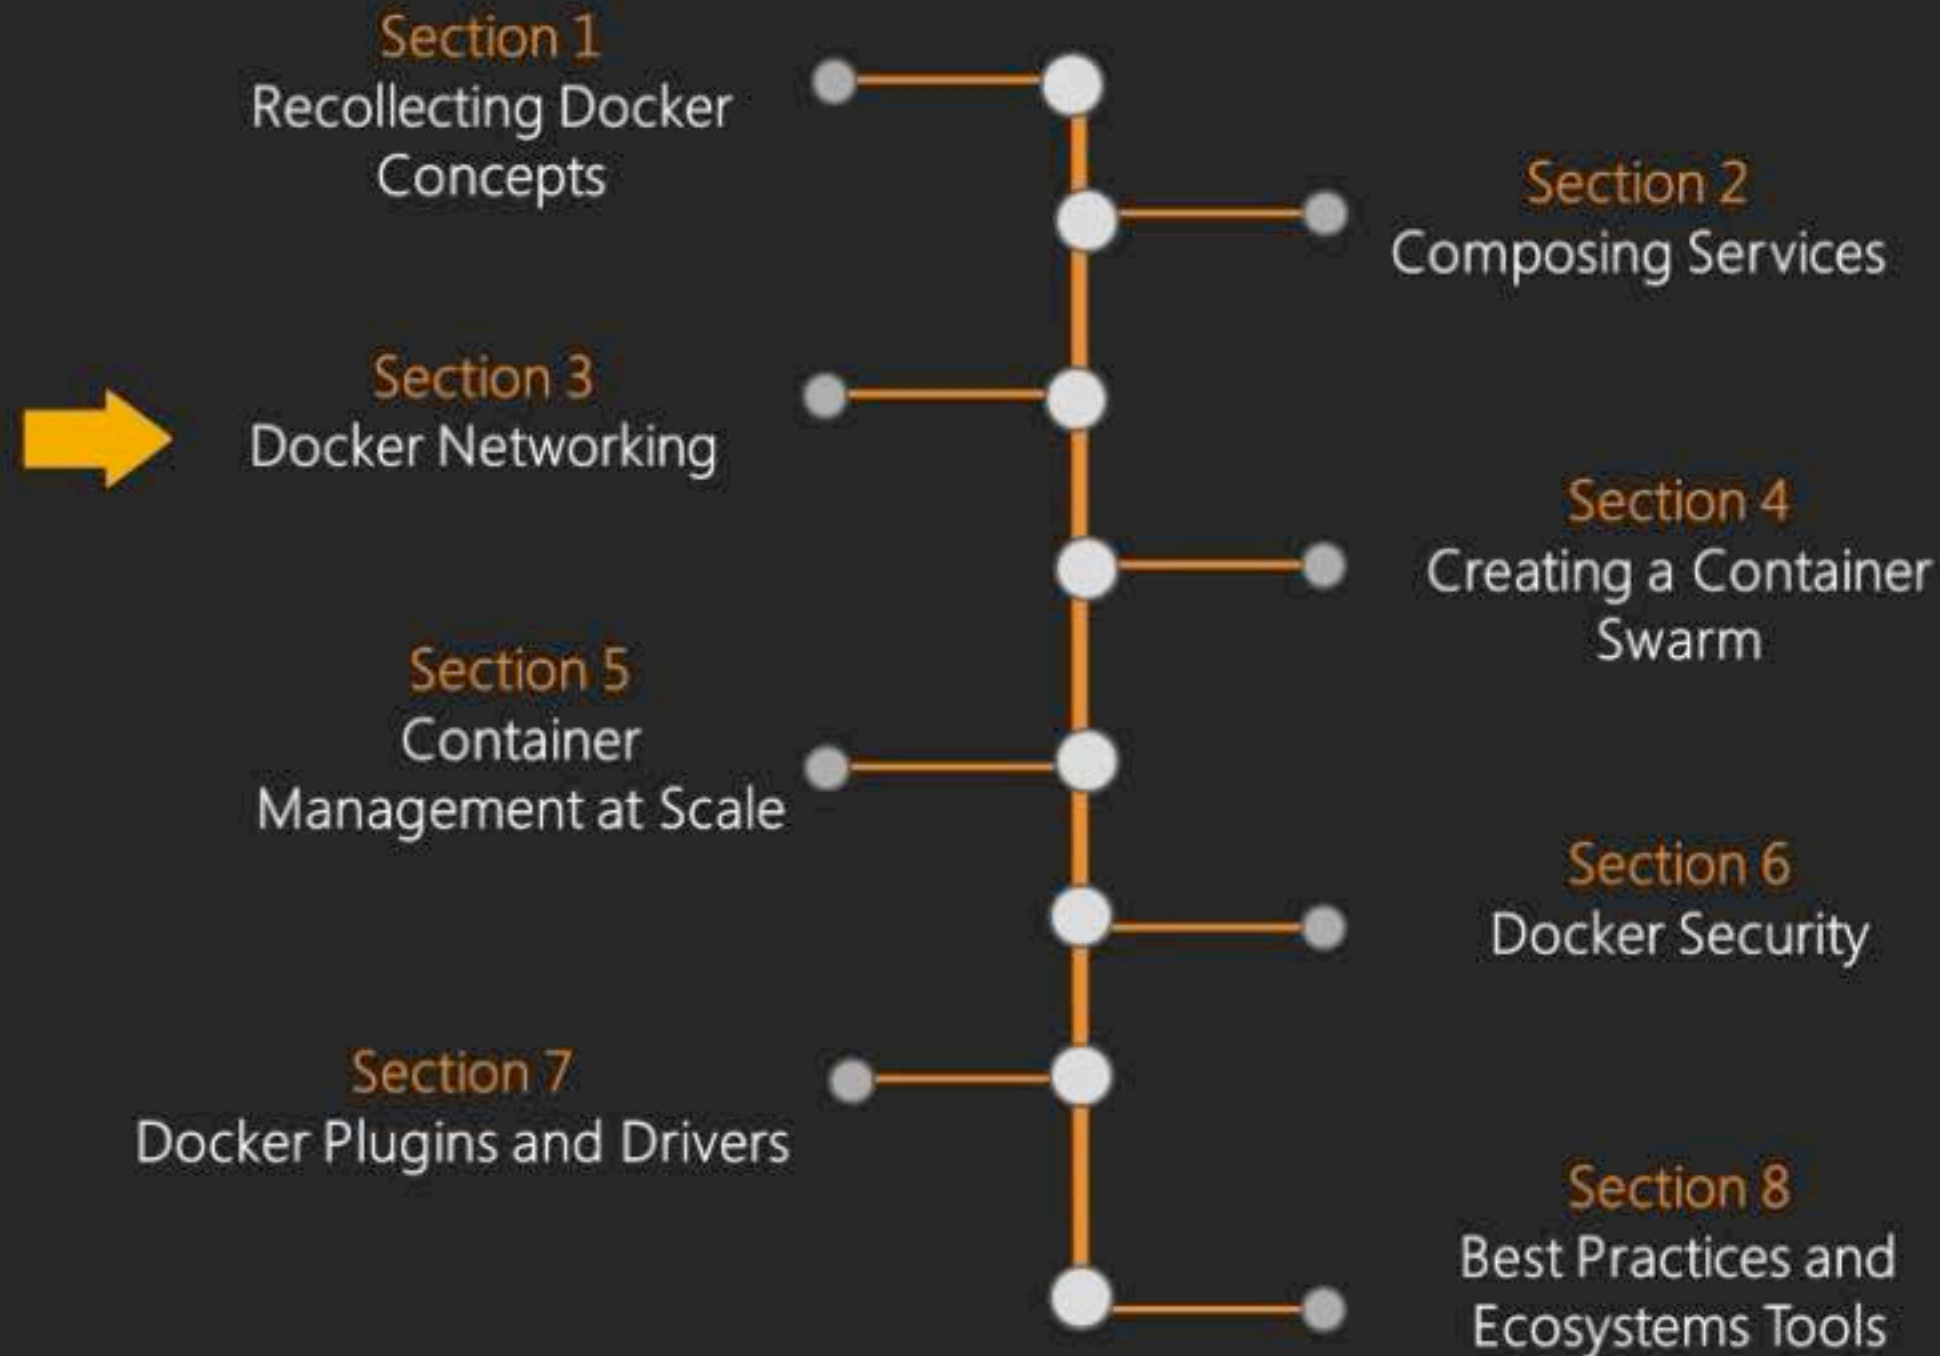 Section 1
Recollecting Docker
Concepts
Section 2
Composing Services
Section 3
Docker Networking
Section 4
Creating a Container
Swarm
Section 5
Container
Management at Scale
Section 6
Docker Security
Section 7
Docker Plugins and Drivers
Section 8
Best Practices and
Ecosystems Tools